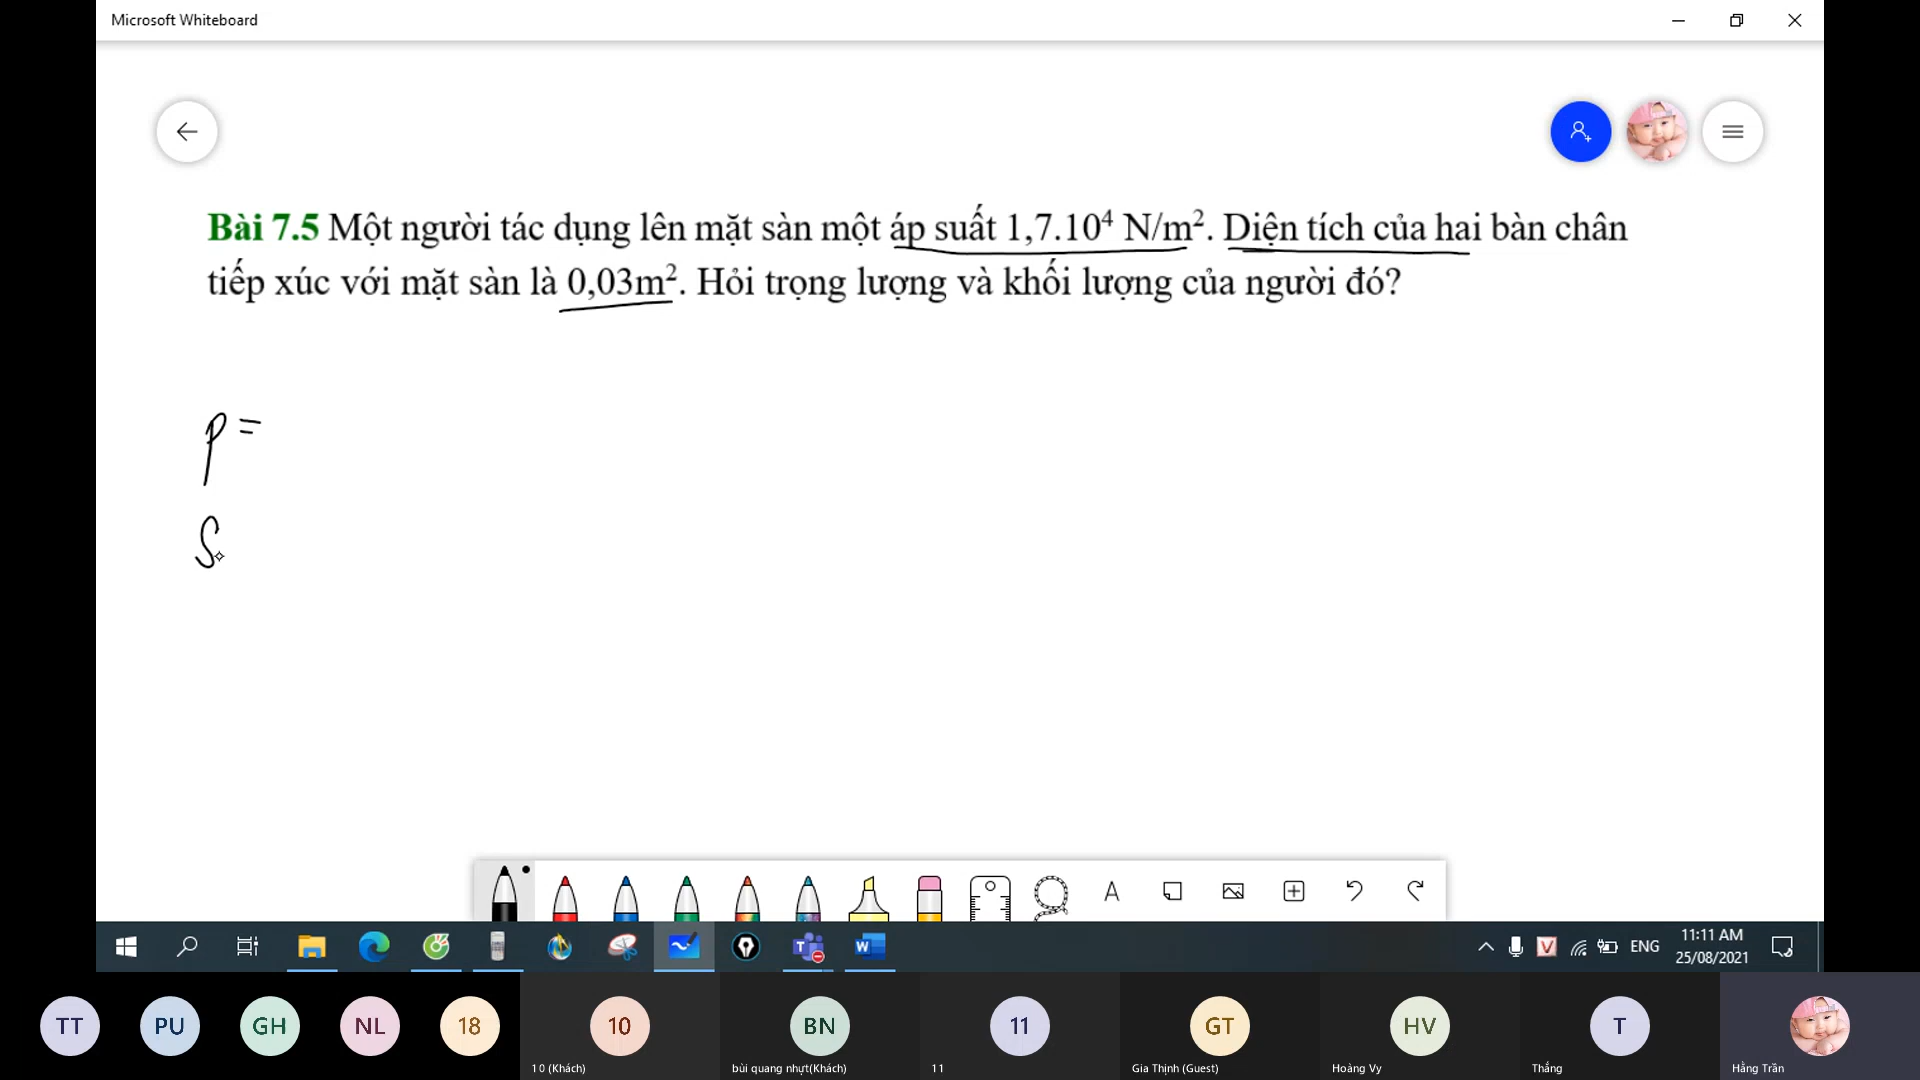 Microsoft Whiteboard
Bài 7.5 Một người tác dụng lên mặt sàn một áp suất 1,7.10⁴ N/m². Diện tích của hai bàn chân
tiếp xúc với mặt sàn là 0,03m². Hỏi trọng lượng và khối lượng của người đó?
p =
S
A
V
ENG
11:11 AM
25/08/2021
T
W
TT
PU
GH
NL
18
10
BN
11
GT
HV
T
10 (Khách)
bùi quang nhựt(Khách)
11
Gia Thịnh (Guest)
Hoàng Vy
Thắng
Hằng Trần